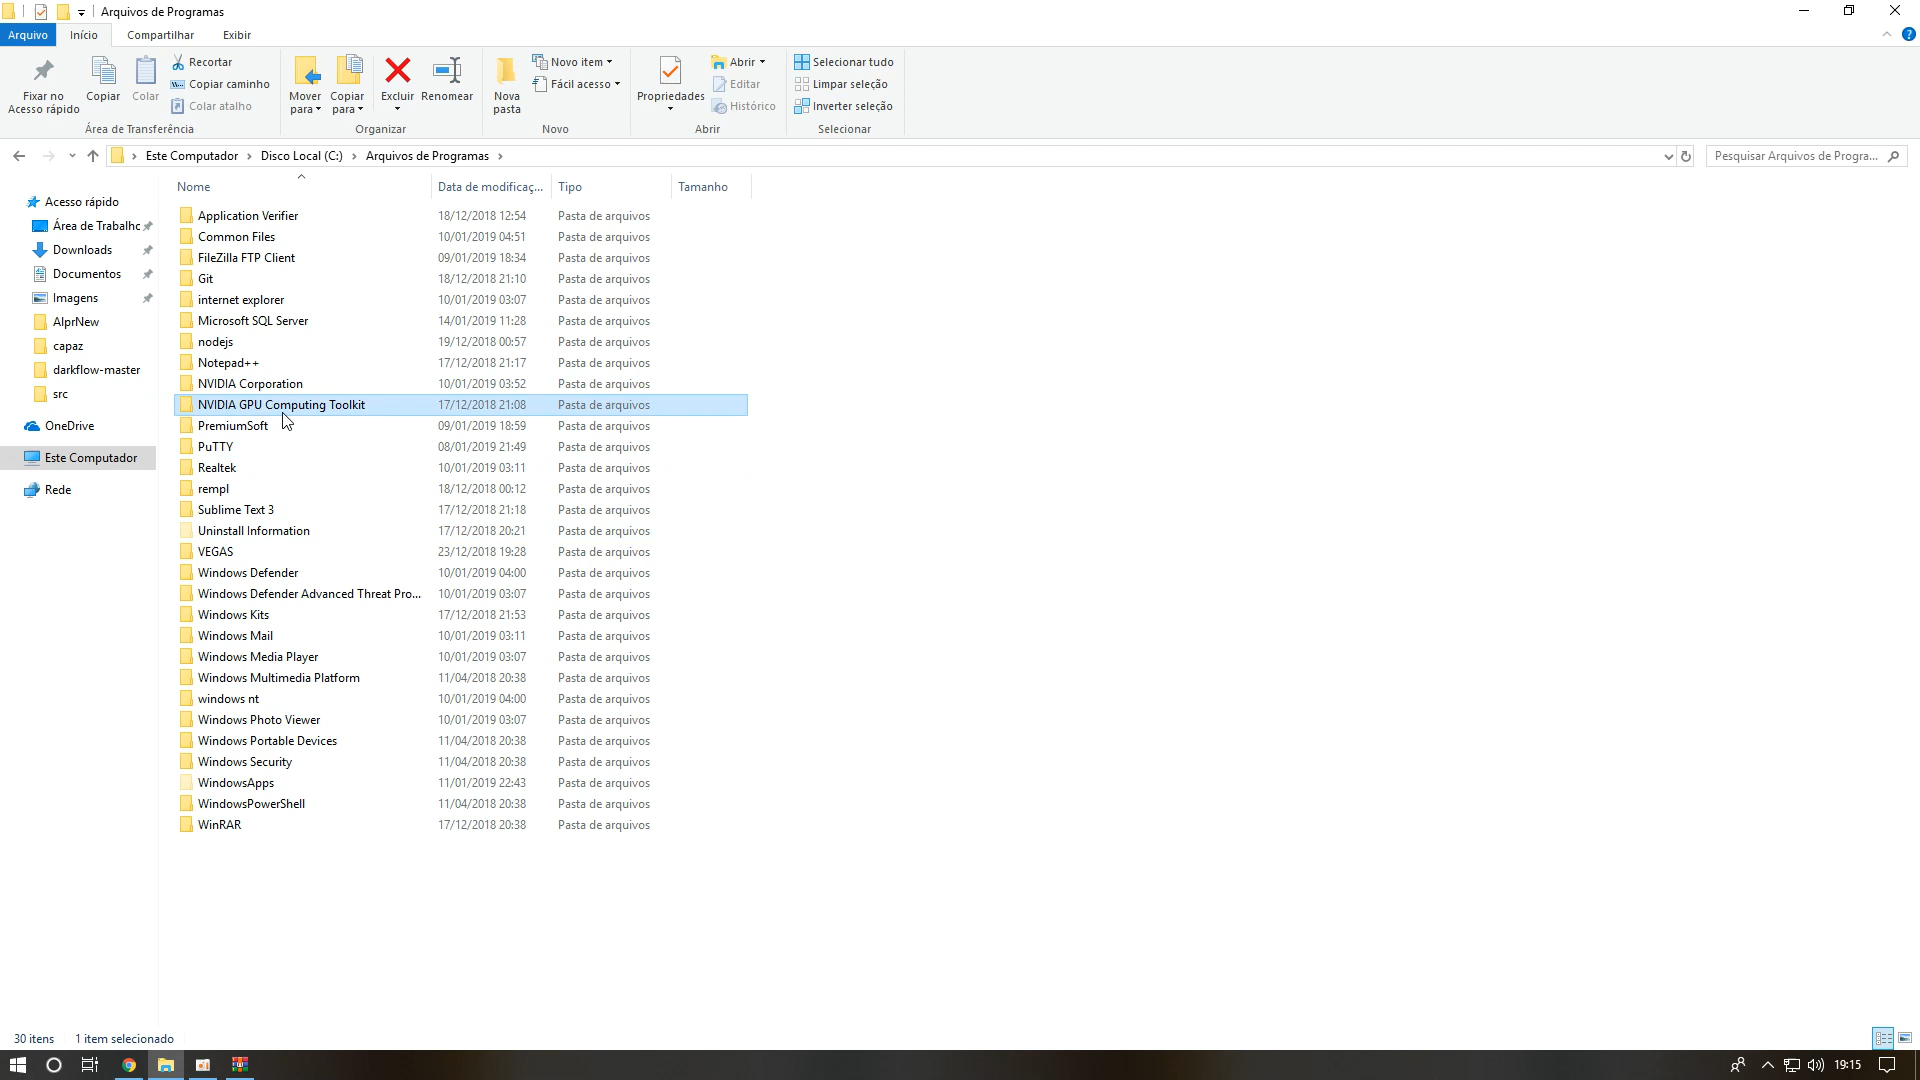 Arquivos de Programas
Arquivo Início Compartilhar Exibir
Fixar no Acesso rápido
Copiar
Colar
Recortar
Copiar caminho
Colar atalho
Área de Transferência
Mover para
Copiar para
Excluir
Renomear
Organizar
Nova pasta
Novo item
Fácil acesso
Novo
Propriedades
Abrir
Editar
Histórico
Abrir
Selecionar tudo
Limpar seleção
Inverter seleção
Selecionar
Este Computador Disco Local (C:) Arquivos de Programas
Pesquisar Arquivos de Progra...
Acesso rápido
Área de Trabalho
Downloads
Documentos
Imagens
AlprNew
capaz
darkflow-master
src
OneDrive
Este Computador
Rede
Nome Data de modificaç... Tipo Tamanho
Application Verifier 18/12/2018 12:54 Pasta de arquivos
Common Files 10/01/2019 04:51 Pasta de arquivos
FileZilla FTP Client 09/01/2019 18:34 Pasta de arquivos
Git 18/12/2018 21:10 Pasta de arquivos
internet explorer 10/01/2019 03:07 Pasta de arquivos
Microsoft SQL Server 14/01/2019 11:28 Pasta de arquivos
nodejs 19/12/2018 00:57 Pasta de arquivos
Notepad++ 17/12/2018 21:17 Pasta de arquivos
NVIDIA Corporation 10/01/2019 03:52 Pasta de arquivos
NVIDIA GPU Computing Toolkit 17/12/2018 21:08 Pasta de arquivos
PremiumSoft 09/01/2019 18:59 Pasta de arquivos
PuTTY 08/01/2019 21:49 Pasta de arquivos
Realtek 10/01/2019 03:11 Pasta de arquivos
rempl 18/12/2018 00:12 Pasta de arquivos
Sublime Text 3 17/12/2018 21:18 Pasta de arquivos
Uninstall Information 17/12/2018 20:21 Pasta de arquivos
VEGAS 23/12/2018 19:28 Pasta de arquivos
Windows Defender 10/01/2019 04:00 Pasta de arquivos
Windows Defender Advanced Threat Pro... 10/01/2019 03:07 Pasta de arquivos
Windows Kits 17/12/2018 21:53 Pasta de arquivos
Windows Mail 10/01/2019 03:11 Pasta de arquivos
Windows Media Player 10/01/2019 03:07 Pasta de arquivos
Windows Multimedia Platform 11/04/2018 20:38 Pasta de arquivos
windows nt 10/01/2019 04:00 Pasta de arquivos
Windows Photo Viewer 10/01/2019 03:07 Pasta de arquivos
Windows Portable Devices 11/04/2018 20:38 Pasta de arquivos
Windows Security 11/04/2018 20:38 Pasta de arquivos
WindowsApps 11/01/2019 22:43 Pasta de arquivos
WindowsPowerShell 11/04/2018 20:38 Pasta de arquivos
WinRAR 17/12/2018 20:38 Pasta de arquivos
30 itens 1 item selecionado
19:15